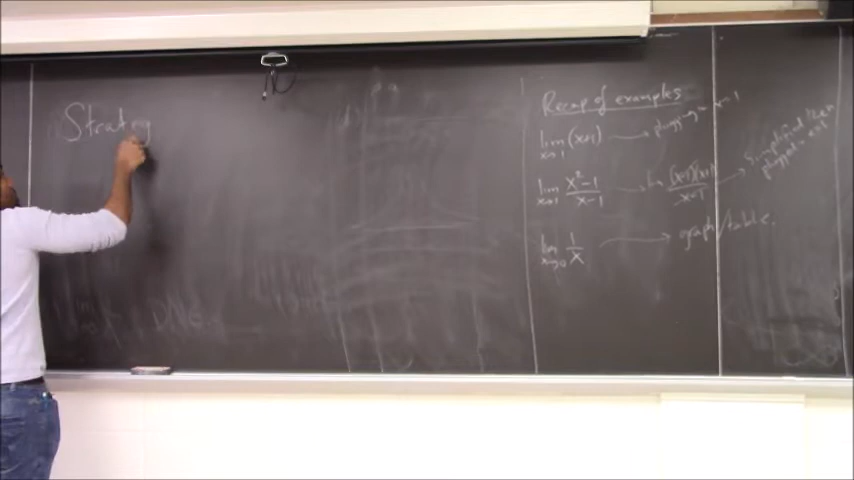 Strateg
Recap of examples
lim x→1 (x+1) → plugging x=1
lim x→1 x²-1 / x-1 → lim (x-1)(x+1) / x-1 → Simplified then plugged x=1
lim x→0 1/x → graph/table.
DNE